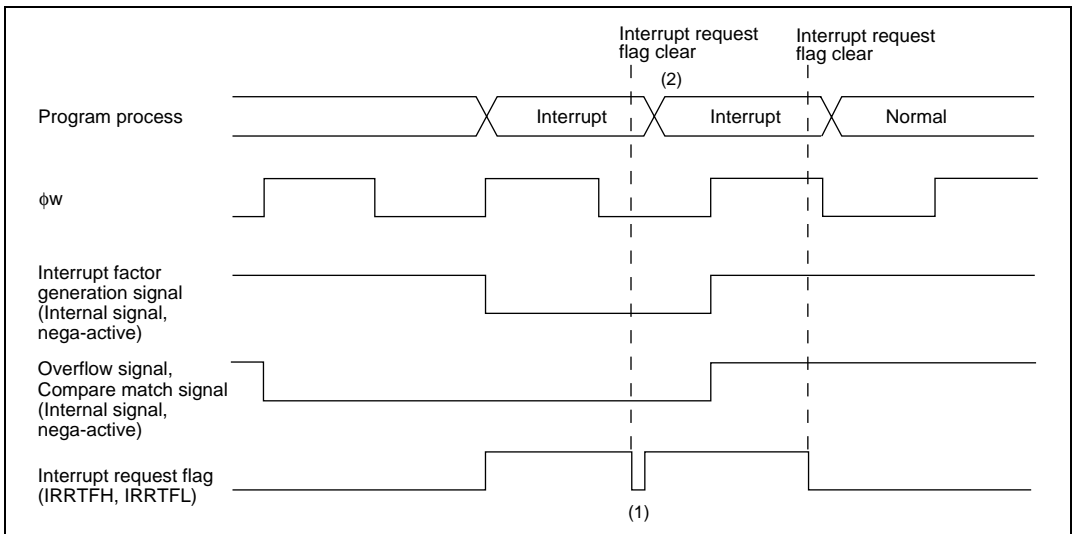 Interrupt request
flag clear
Interrupt request
flag clear
(2)
Program process
Interrupt
Interrupt
Normal
φw
Interrupt factor
generation signal
(Internal signal,
nega-active)
Overflow signal,
Compare match signal
(Internal signal,
nega-active)
Interrupt request flag
(IRRTFH, IRRTFL)
(1)